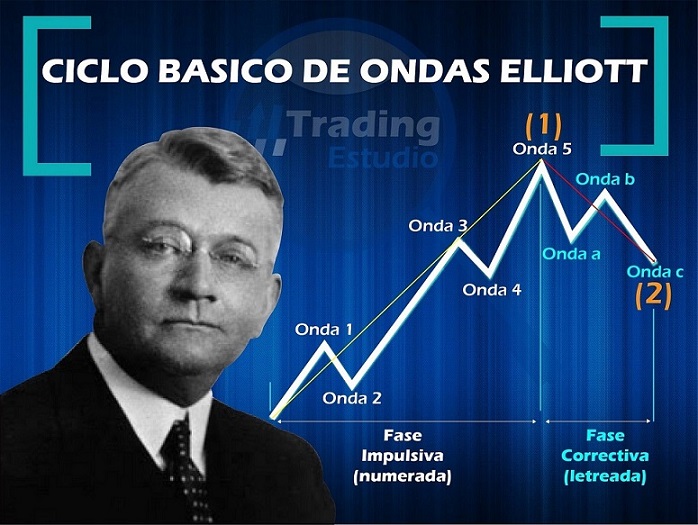 CICLO BASICO DE ONDAS ELLIOTT
Trading
Estudio
(1)
Onda 5
Onda b
Onda 3
Onda a
Onda c
Onda 4
(2)
Onda 1
Onda 2
Fase
Impulsiva
(numerada)
Fase
Correctiva
(letreada)